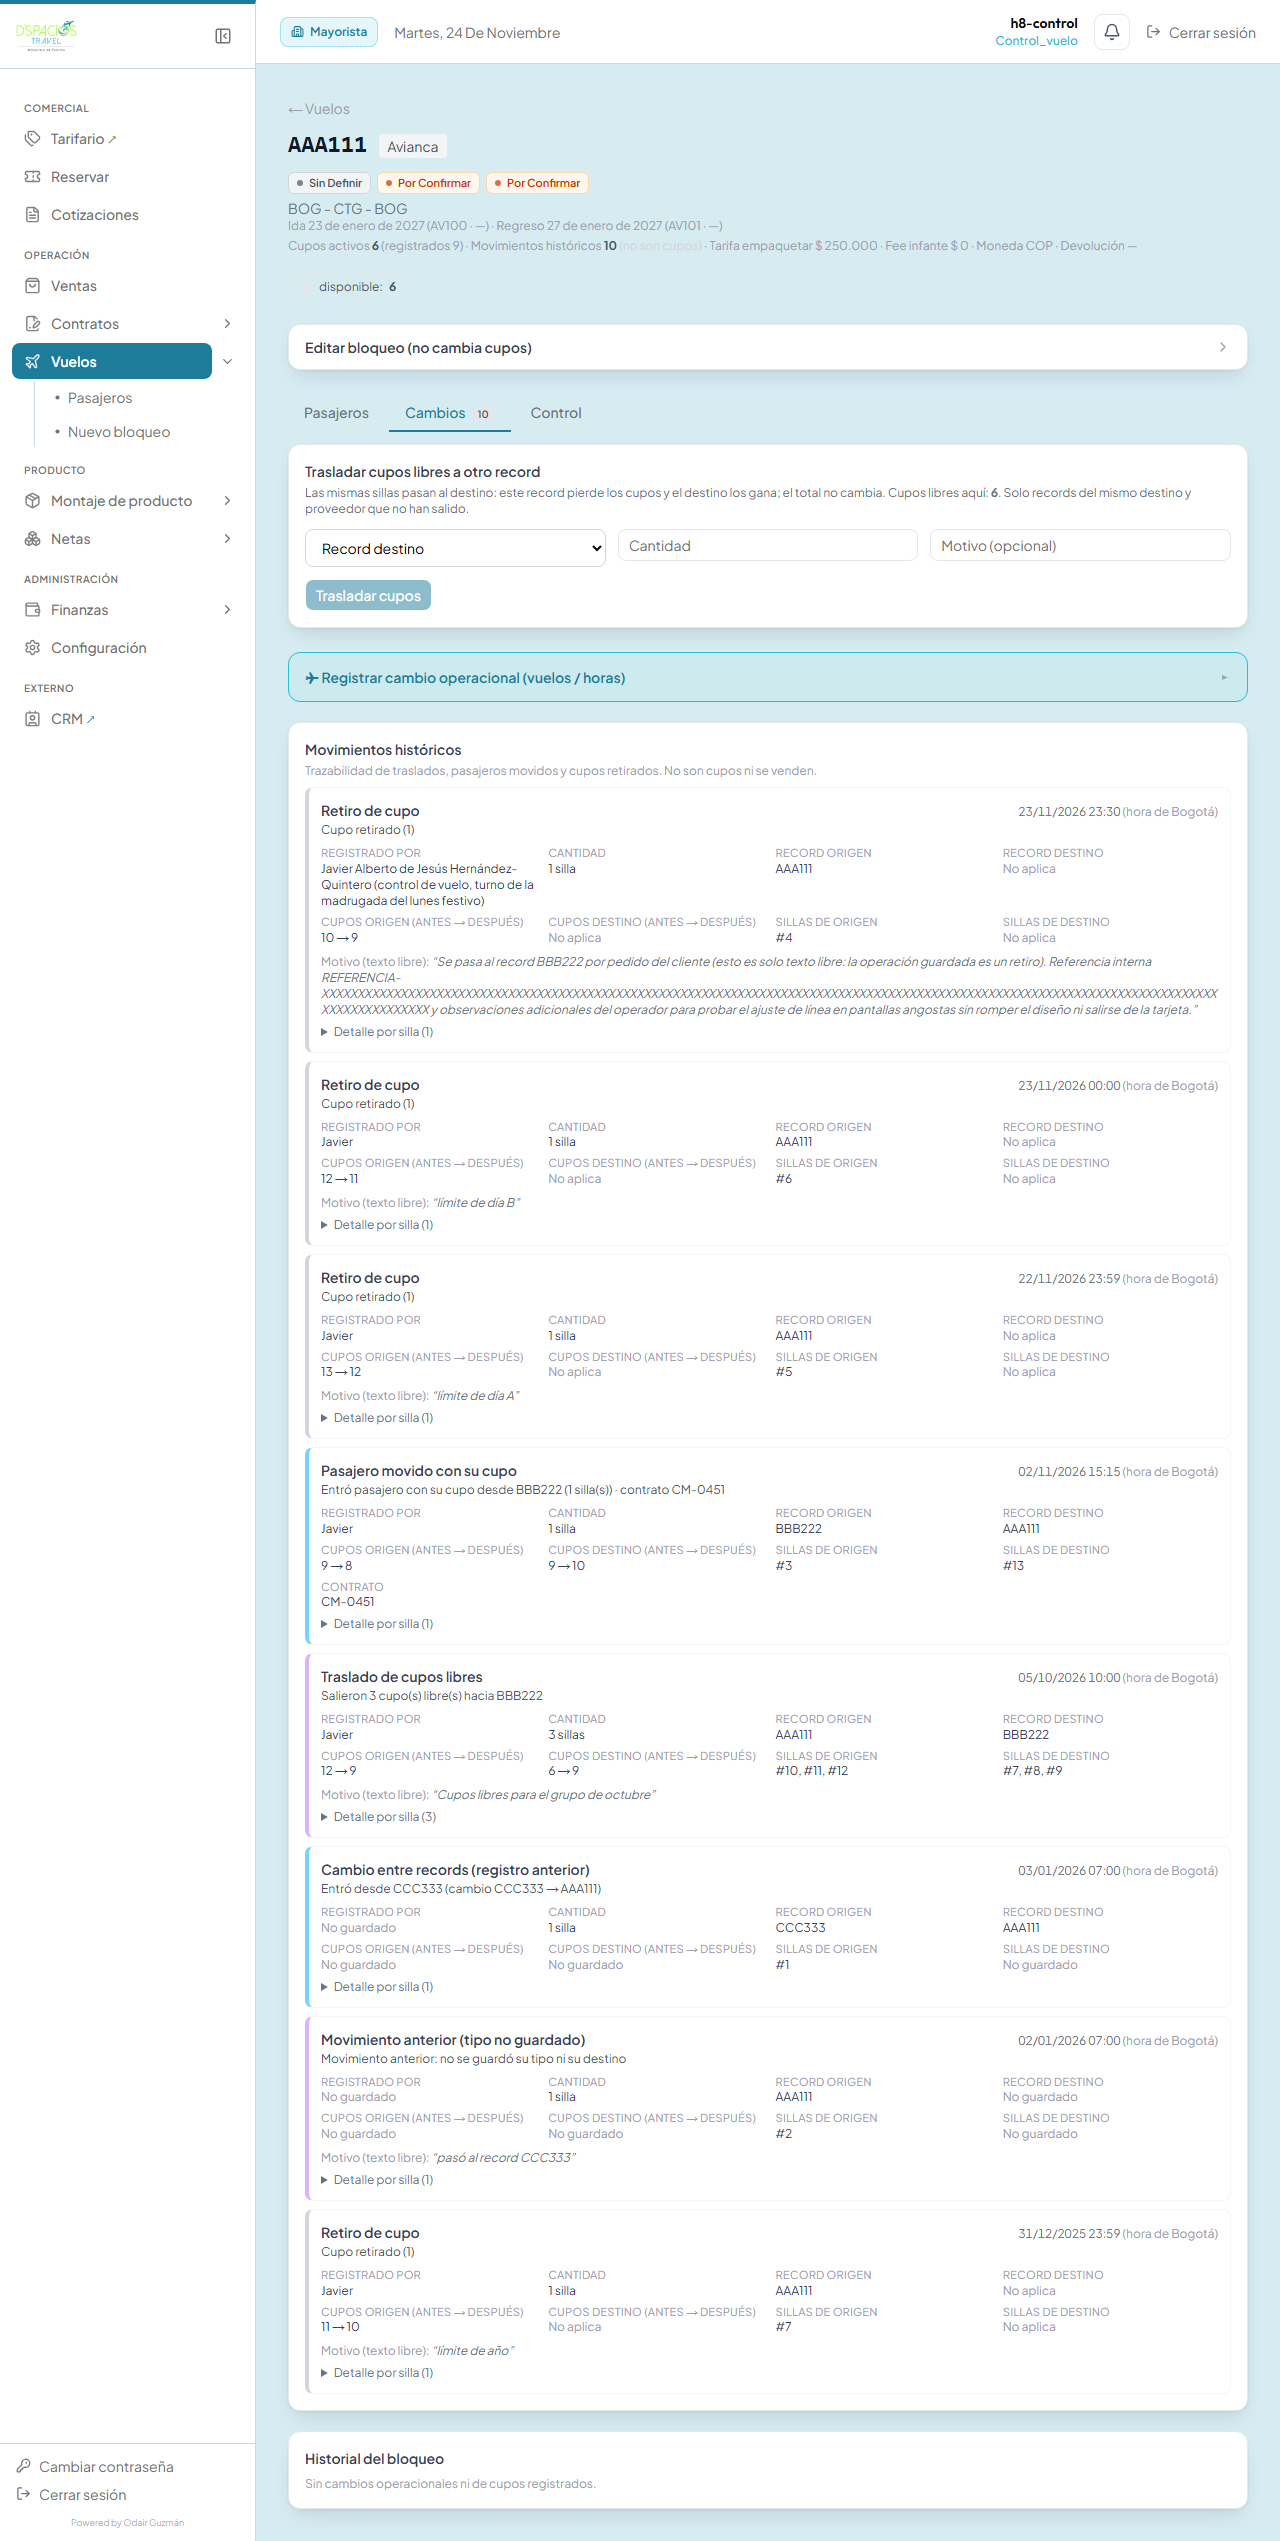 D'SPACIOS
TRAVEL
COMERCIAL
Tarifario ↗
Reservar
Cotizaciones
OPERACIÓN
Ventas
Contratos
Vuelos
• Pasajeros
• Nuevo bloqueo
PRODUCTO
Montaje de producto
Netas
ADMINISTRACIÓN
Finanzas
Configuración
EXTERNO
CRM ↗
Cambiar contraseña
Cerrar sesión
Powered by Odair Guzmán
Mayorista
Martes, 24 De Noviembre
h8-control
Control_vuelo
Cerrar sesión
← Vuelos
AAA111
Avianca
Sin Definir
Por Confirmar
Por Confirmar
BOG - CTG - BOG
Ida 23 de enero de 2027 (AV100 · —) · Regreso 27 de enero de 2027 (AV101 · —)
Cupos activos 6 (registrados 9) · Movimientos históricos 10 (no son cupos) · Tarifa empaquetar $ 250.000 · Fee infante $ 0 · Moneda COP · Devolución —
disponible: 6
Editar bloqueo (no cambia cupos)
Pasajeros
Cambios 10
Control
Trasladar cupos libres a otro record
Las mismas sillas pasan al destino: este record pierde los cupos y el destino los gana; el total no cambia. Cupos libres aquí: 6. Solo records del mismo destino y
proveedor que no han salido.
Record destino
Cantidad
Motivo (opcional)
Trasladar cupos
✈ Registrar cambio operacional (vuelos / horas)
Movimientos históricos
Trazabilidad de traslados, pasajeros movidos y cupos retirados. No son cupos ni se venden.
Retiro de cupo
23/11/2026 23:30 (hora de Bogotá)
Cupo retirado (1)
REGISTRADO POR
CANTIDAD
RECORD ORIGEN
RECORD DESTINO
Javier Alberto de Jesús Hernández-
Quintero (control de vuelo, turno de la
madrugada del lunes festivo)
1 silla
AAA111
No aplica
CUPOS ORIGEN (ANTES → DESPUÉS)
CUPOS DESTINO (ANTES → DESPUÉS)
SILLAS DE ORIGEN
SILLAS DE DESTINO
10 → 9
No aplica
#4
No aplica
Motivo (texto libre): “Se pasa al record BBB222 por pedido del cliente (esto es solo texto libre: la operación guardada es un retiro). Referencia interna
REFERENCIA-
y observaciones adicionales del operador para probar el ajuste de línea en pantallas angostas sin romper el diseño ni salirse de la tarjeta.”
▶ Detalle por silla (1)
Retiro de cupo
23/11/2026 00:00 (hora de Bogotá)
Cupo retirado (1)
REGISTRADO POR
CANTIDAD
RECORD ORIGEN
RECORD DESTINO
Javier
1 silla
AAA111
No aplica
CUPOS ORIGEN (ANTES → DESPUÉS)
CUPOS DESTINO (ANTES → DESPUÉS)
SILLAS DE ORIGEN
SILLAS DE DESTINO
12 → 11
No aplica
#6
No aplica
Motivo (texto libre): “límite de día B”
▶ Detalle por silla (1)
Retiro de cupo
22/11/2026 23:59 (hora de Bogotá)
Cupo retirado (1)
REGISTRADO POR
CANTIDAD
RECORD ORIGEN
RECORD DESTINO
Javier
1 silla
AAA111
No aplica
CUPOS ORIGEN (ANTES → DESPUÉS)
CUPOS DESTINO (ANTES → DESPUÉS)
SILLAS DE ORIGEN
SILLAS DE DESTINO
13 → 12
No aplica
#5
No aplica
Motivo (texto libre): “límite de día A”
▶ Detalle por silla (1)
Pasajero movido con su cupo
02/11/2026 15:15 (hora de Bogotá)
Entró pasajero con su cupo desde BBB222 (1 silla(s)) · contrato CM-0451
REGISTRADO POR
CANTIDAD
RECORD ORIGEN
RECORD DESTINO
Javier
1 silla
BBB222
AAA111
CUPOS ORIGEN (ANTES → DESPUÉS)
CUPOS DESTINO (ANTES → DESPUÉS)
SILLAS DE ORIGEN
SILLAS DE DESTINO
9 → 8
9 → 10
#3
#13
CONTRATO
CM-0451
▶ Detalle por silla (1)
Traslado de cupos libres
05/10/2026 10:00 (hora de Bogotá)
Salieron 3 cupo(s) libre(s) hacia BBB222
REGISTRADO POR
CANTIDAD
RECORD ORIGEN
RECORD DESTINO
Javier
3 sillas
AAA111
BBB222
CUPOS ORIGEN (ANTES → DESPUÉS)
CUPOS DESTINO (ANTES → DESPUÉS)
SILLAS DE ORIGEN
SILLAS DE DESTINO
12 → 9
6 → 9
#10, #11, #12
#7, #8, #9
Motivo (texto libre): “Cupos libres para el grupo de octubre”
▶ Detalle por silla (3)
Cambio entre records (registro anterior)
03/01/2026 07:00 (hora de Bogotá)
Entró desde CCC333 (cambio CCC333 → AAA111)
REGISTRADO POR
CANTIDAD
RECORD ORIGEN
RECORD DESTINO
No guardado
1 silla
CCC333
AAA111
CUPOS ORIGEN (ANTES → DESPUÉS)
CUPOS DESTINO (ANTES → DESPUÉS)
SILLAS DE ORIGEN
SILLAS DE DESTINO
No guardado
No guardado
#1
No guardado
▶ Detalle por silla (1)
Movimiento anterior (tipo no guardado)
02/01/2026 07:00 (hora de Bogotá)
Movimiento anterior: no se guardó su tipo ni su destino
REGISTRADO POR
CANTIDAD
RECORD ORIGEN
RECORD DESTINO
No guardado
1 silla
AAA111
No guardado
CUPOS ORIGEN (ANTES → DESPUÉS)
CUPOS DESTINO (ANTES → DESPUÉS)
SILLAS DE ORIGEN
SILLAS DE DESTINO
No guardado
No guardado
#2
No guardado
Motivo (texto libre): “pasó al record CCC333”
▶ Detalle por silla (1)
Retiro de cupo
31/12/2025 23:59 (hora de Bogotá)
Cupo retirado (1)
REGISTRADO POR
CANTIDAD
RECORD ORIGEN
RECORD DESTINO
Javier
1 silla
AAA111
No aplica
CUPOS ORIGEN (ANTES → DESPUÉS)
CUPOS DESTINO (ANTES → DESPUÉS)
SILLAS DE ORIGEN
SILLAS DE DESTINO
11 → 10
No aplica
#7
No aplica
Motivo (texto libre): “límite de año”
▶ Detalle por silla (1)
Historial del bloqueo
Sin cambios operacionales ni de cupos registrados.